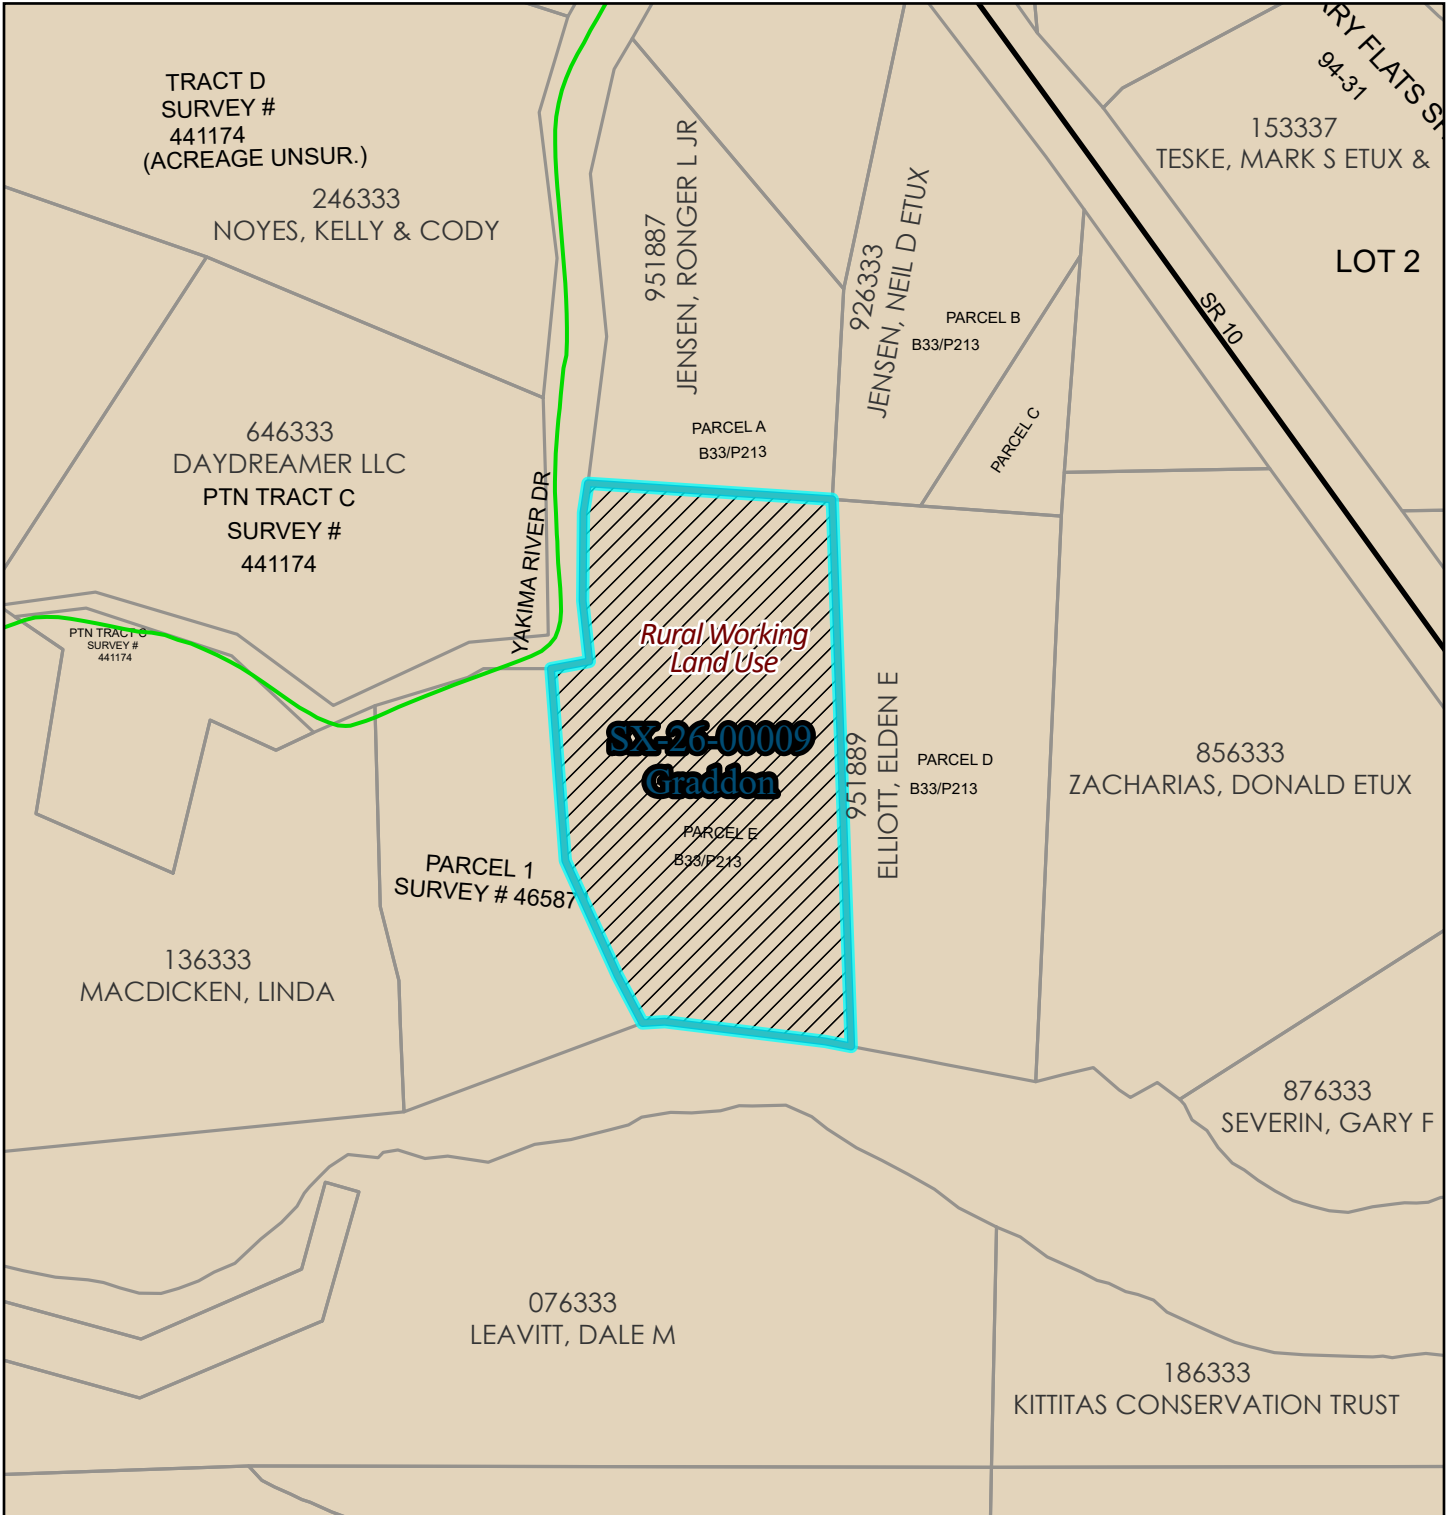 TRACT D
SURVEY #
441174
(ACREAGE UNSUR.)
246333
NOYES, KELLY & CODY
951887
JENSEN, RONGER L JR
926333
JENSEN, NEIL D ETUX
PARCEL B
B33/P213
94-31
153337
TESKE, MARK S ETUX &
LOT 2
SR 10
PARCEL C
PARCEL A
B33/P213
646333
DAYDREAMER LLC
PTN TRACT C
SURVEY #
441174
YAKIMA RIVER DR
PTN TRACT C
SURVEY #
441174
Rural Working
Land Use
SX-26-00009
Graddon
PARCEL E
B33/P213
951889
ELLIOTT, ELDEN E
PARCEL D
B33/P213
856333
ZACHARIAS, DONALD ETUX
PARCEL 1
SURVEY # 46587
136333
MACDICKEN, LINDA
876333
SEVERIN, GARY F
076333
LEAVITT, DALE M
186333
KITTITAS CONSERVATION TRUST